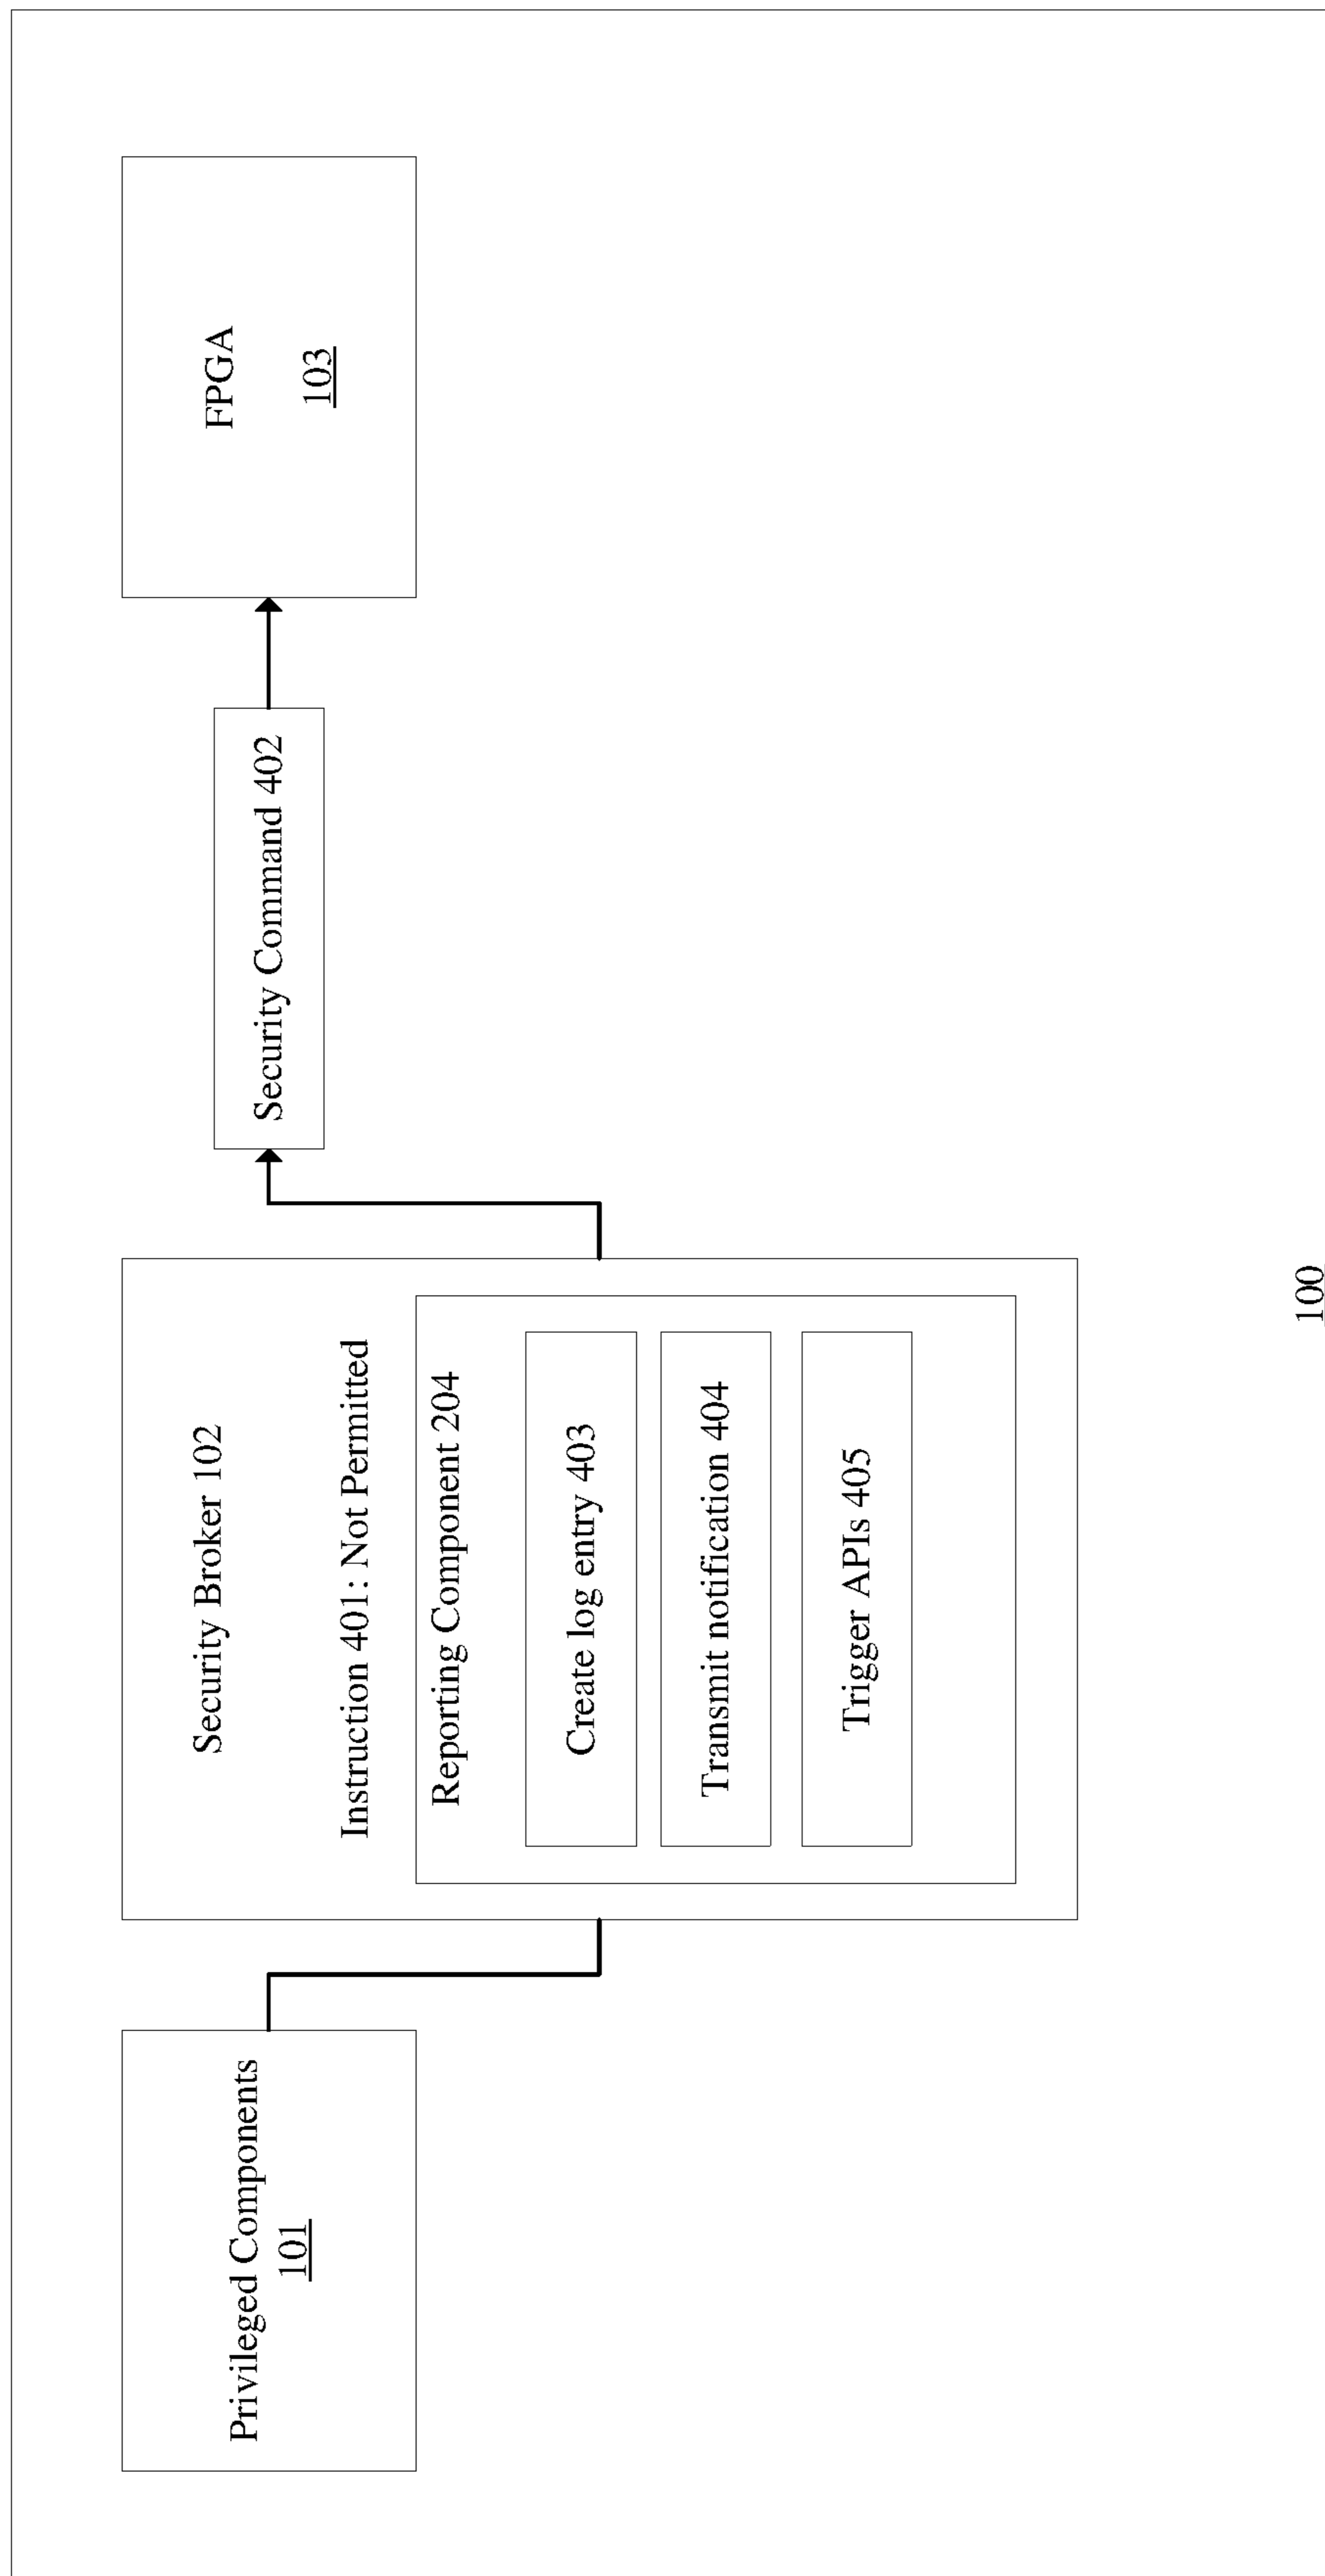 Privileged Components
101
Security Broker 102
Instruction 401: Not Permitted
Reporting Component 204
Create log entry 403
Transmit notification 404
Trigger APIs 405
Security Command 402
FPGA
103
100